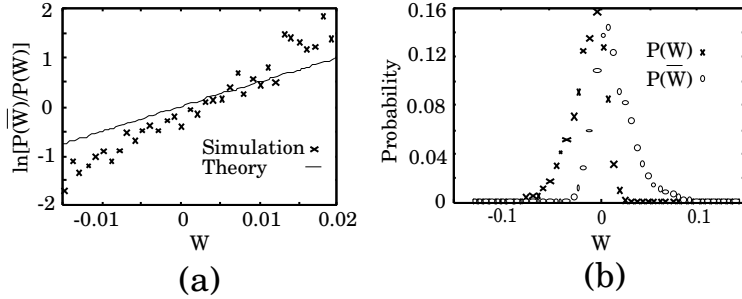 2
1
0
-1
-2
ln[P(W̅)/P(W)]
Simulation ×
Theory —
-0.01
0
0.01
0.02
W
(a)
0.16
0.12
0.08
0.04
0
Probability
P(W) ×
P(W̅) ○
-0.1
0
0.1
W
(b)